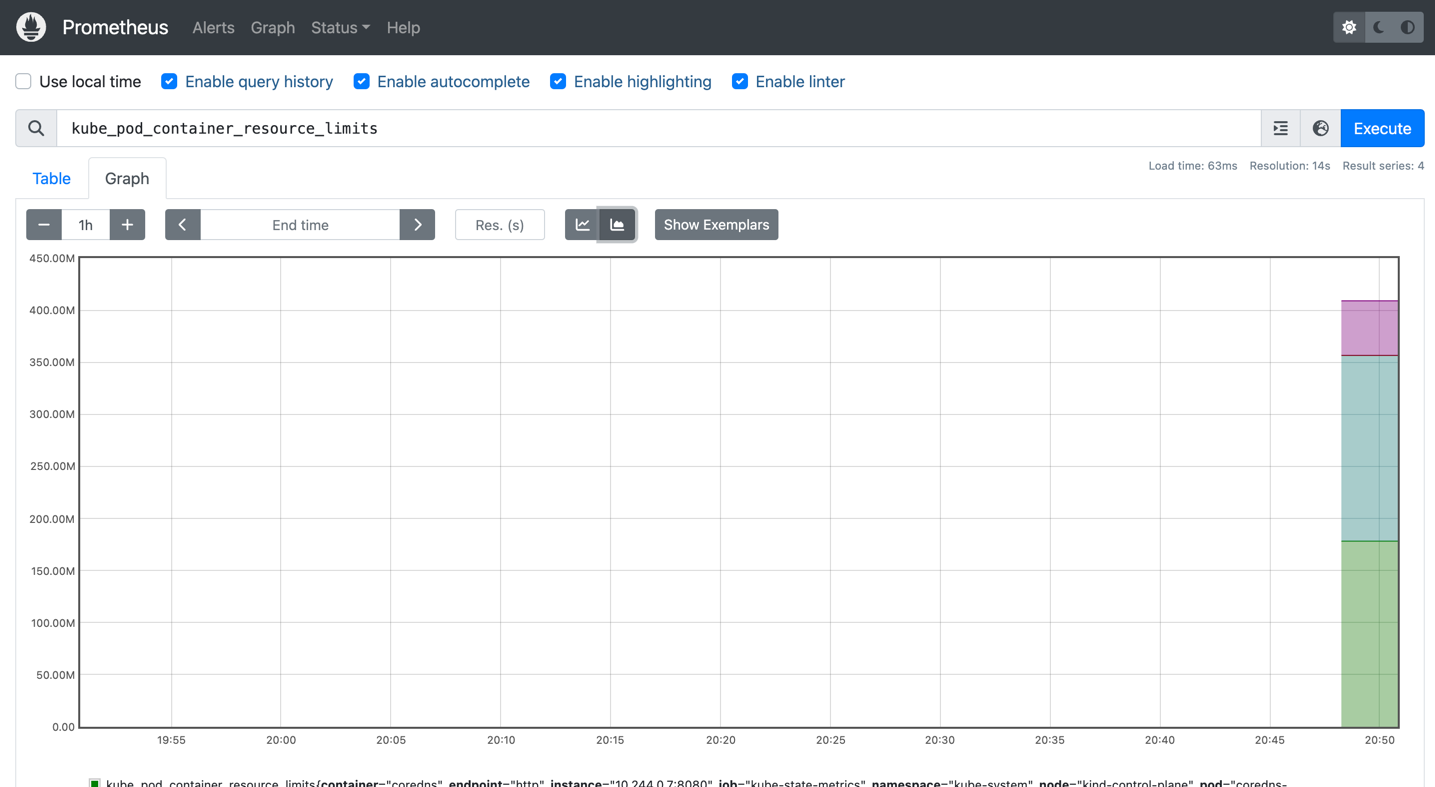 Prometheus Alerts Graph Status Help
Use local time Enable query history Enable autocomplete Enable highlighting Enable linter
kube_pod_container_resource_limits Execute
Load time: 63ms Resolution: 14s Result series: 4
Table Graph
1h End time Res. (s) Show Exemplars
450.00M
400.00M
350.00M
300.00M
250.00M
200.00M
150.00M
100.00M
50.00M
0.00
19:55 20:00 20:05 20:10 20:15 20:20 20:25 20:30 20:35 20:40 20:45 20:50
kube_pod_container_resource_limits{container="coredns", endpoint="http", instance="10.244.0.7:8080", job="kube-state-metrics", namespace="kube-system", node="kind-control-plane", pod="coredns-